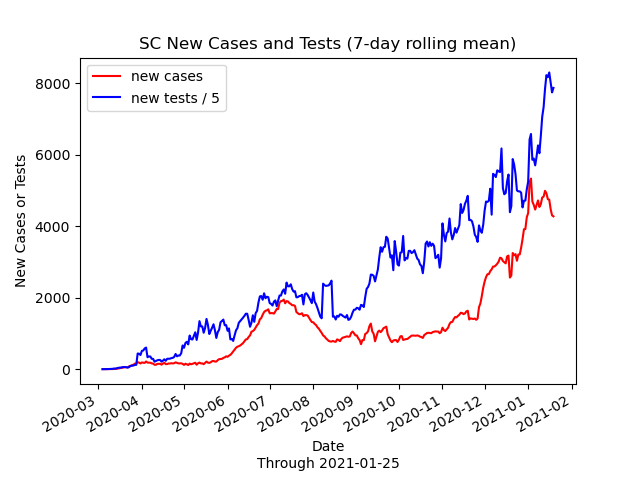 SC New Cases and Tests (7-day rolling mean)
new cases
new tests / 5
8000
6000
4000
2000
0
New Cases or Tests
2020-03
2020-04
2020-05
2020-06
2020-07
2020-08
2020-09
2020-10
2020-11
2020-12
2021-01
2021-02
Date
Through 2021-01-25